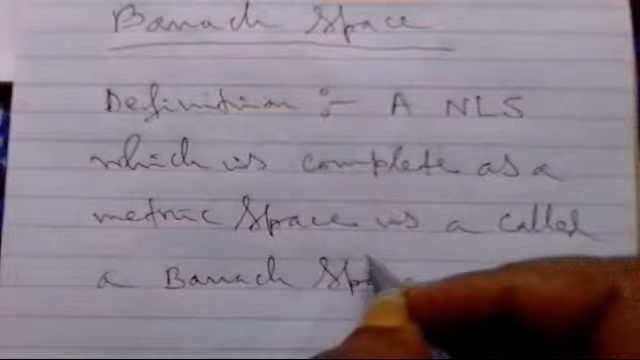 Banach Space
Definition :- A NLS
which is complete as a
metric Space is a called
a Banach Sp